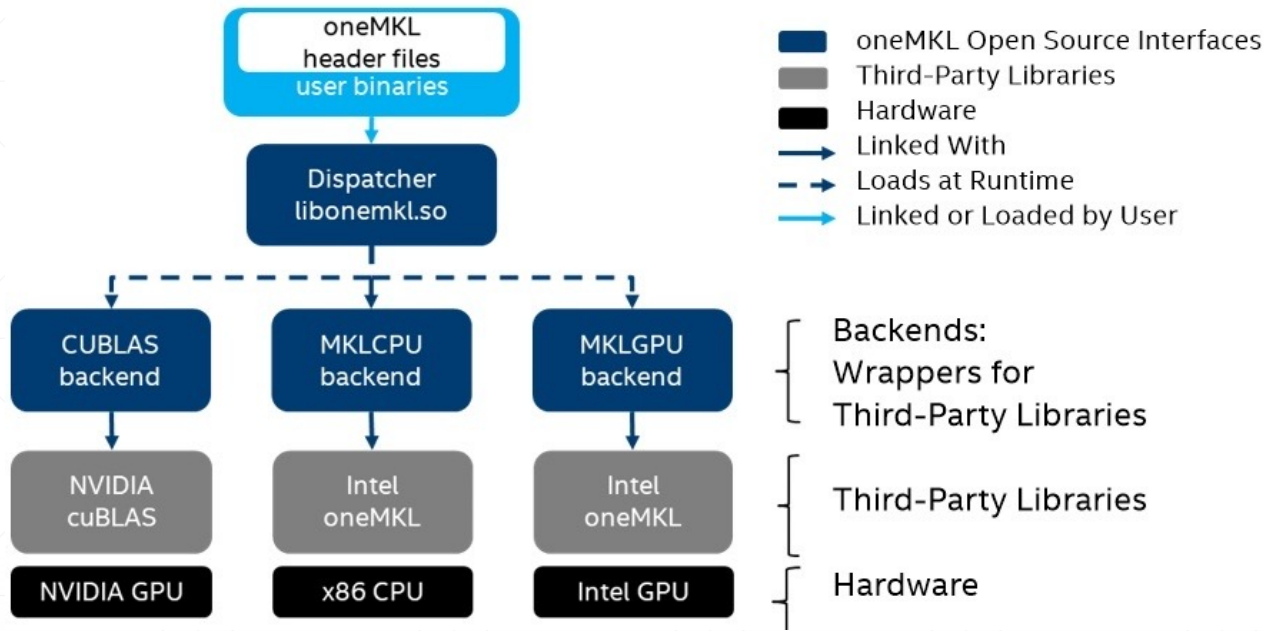 oneMKL
header files
user binaries
oneMKL Open Source Interfaces
Third-Party Libraries
Hardware
Linked With
Loads at Runtime
Linked or Loaded by User
Dispatcher
libonemkl.so
CUBLAS
backend
MKLCPU
backend
MKLGPU
backend
Backends:
Wrappers for
Third-Party Libraries
NVIDIA
cuBLAS
Intel
oneMKL
Intel
oneMKL
Third-Party Libraries
NVIDIA GPU
x86 CPU
Intel GPU
Hardware